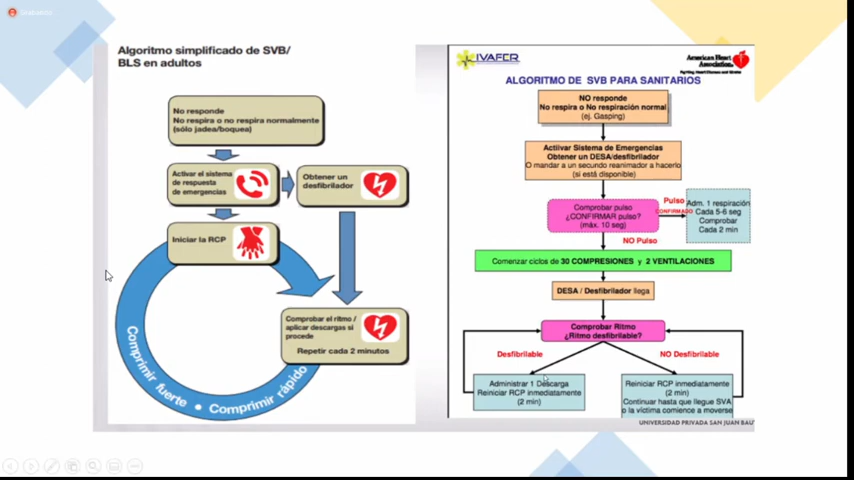 Algoritmo simplificado de SVB/
BLS en adultos
No responde
No respira o no respira normalmente
(sólo jadea/boquea)
Activar el sistema
de respuesta
de emergencias
Obtener un
desfibrilador
Iniciar la RCP
Comprobar el ritmo /
aplicar descargas si
procede
Repetir cada 2 minutos
Comprimir fuerte • Comprimir rápido
IVAFER
American Heart
Association
Fighting Heart Disease and Stroke
ALGORITMO DE SVB PARA SANITARIOS
NO responde
No respira o No respiración normal
(ej. Gasping)
Activar Sistema de Emergencias
Obtener un DESA/desfibrilador
O mandar a un segundo reanimador a hacerlo
(si está disponible)
Comprobar pulso
¿CONFIRMAR pulso?
(máx. 10 seg)
Pulso
CONFIRMADO
Adm. 1 respiración
Cada 5-6 seg
Comprobar
Cada 2 min
NO Pulso
Comenzar ciclos de 30 COMPRESIONES y 2 VENTILACIONES
DESA / Desfibrilador llega
Comprobar Ritmo
¿Ritmo desfibrilable?
Desfibrilable
NO Desfibrilable
Administrar 1 Descarga
Reiniciar RCP inmediatamente
(2 min)
Reiniciar RCP inmediatamente
(2 min)
Continuar hasta que llegue SVA
o la víctima comience a moverse
UNIVERSIDAD PRIVADA SAN JUAN BAU